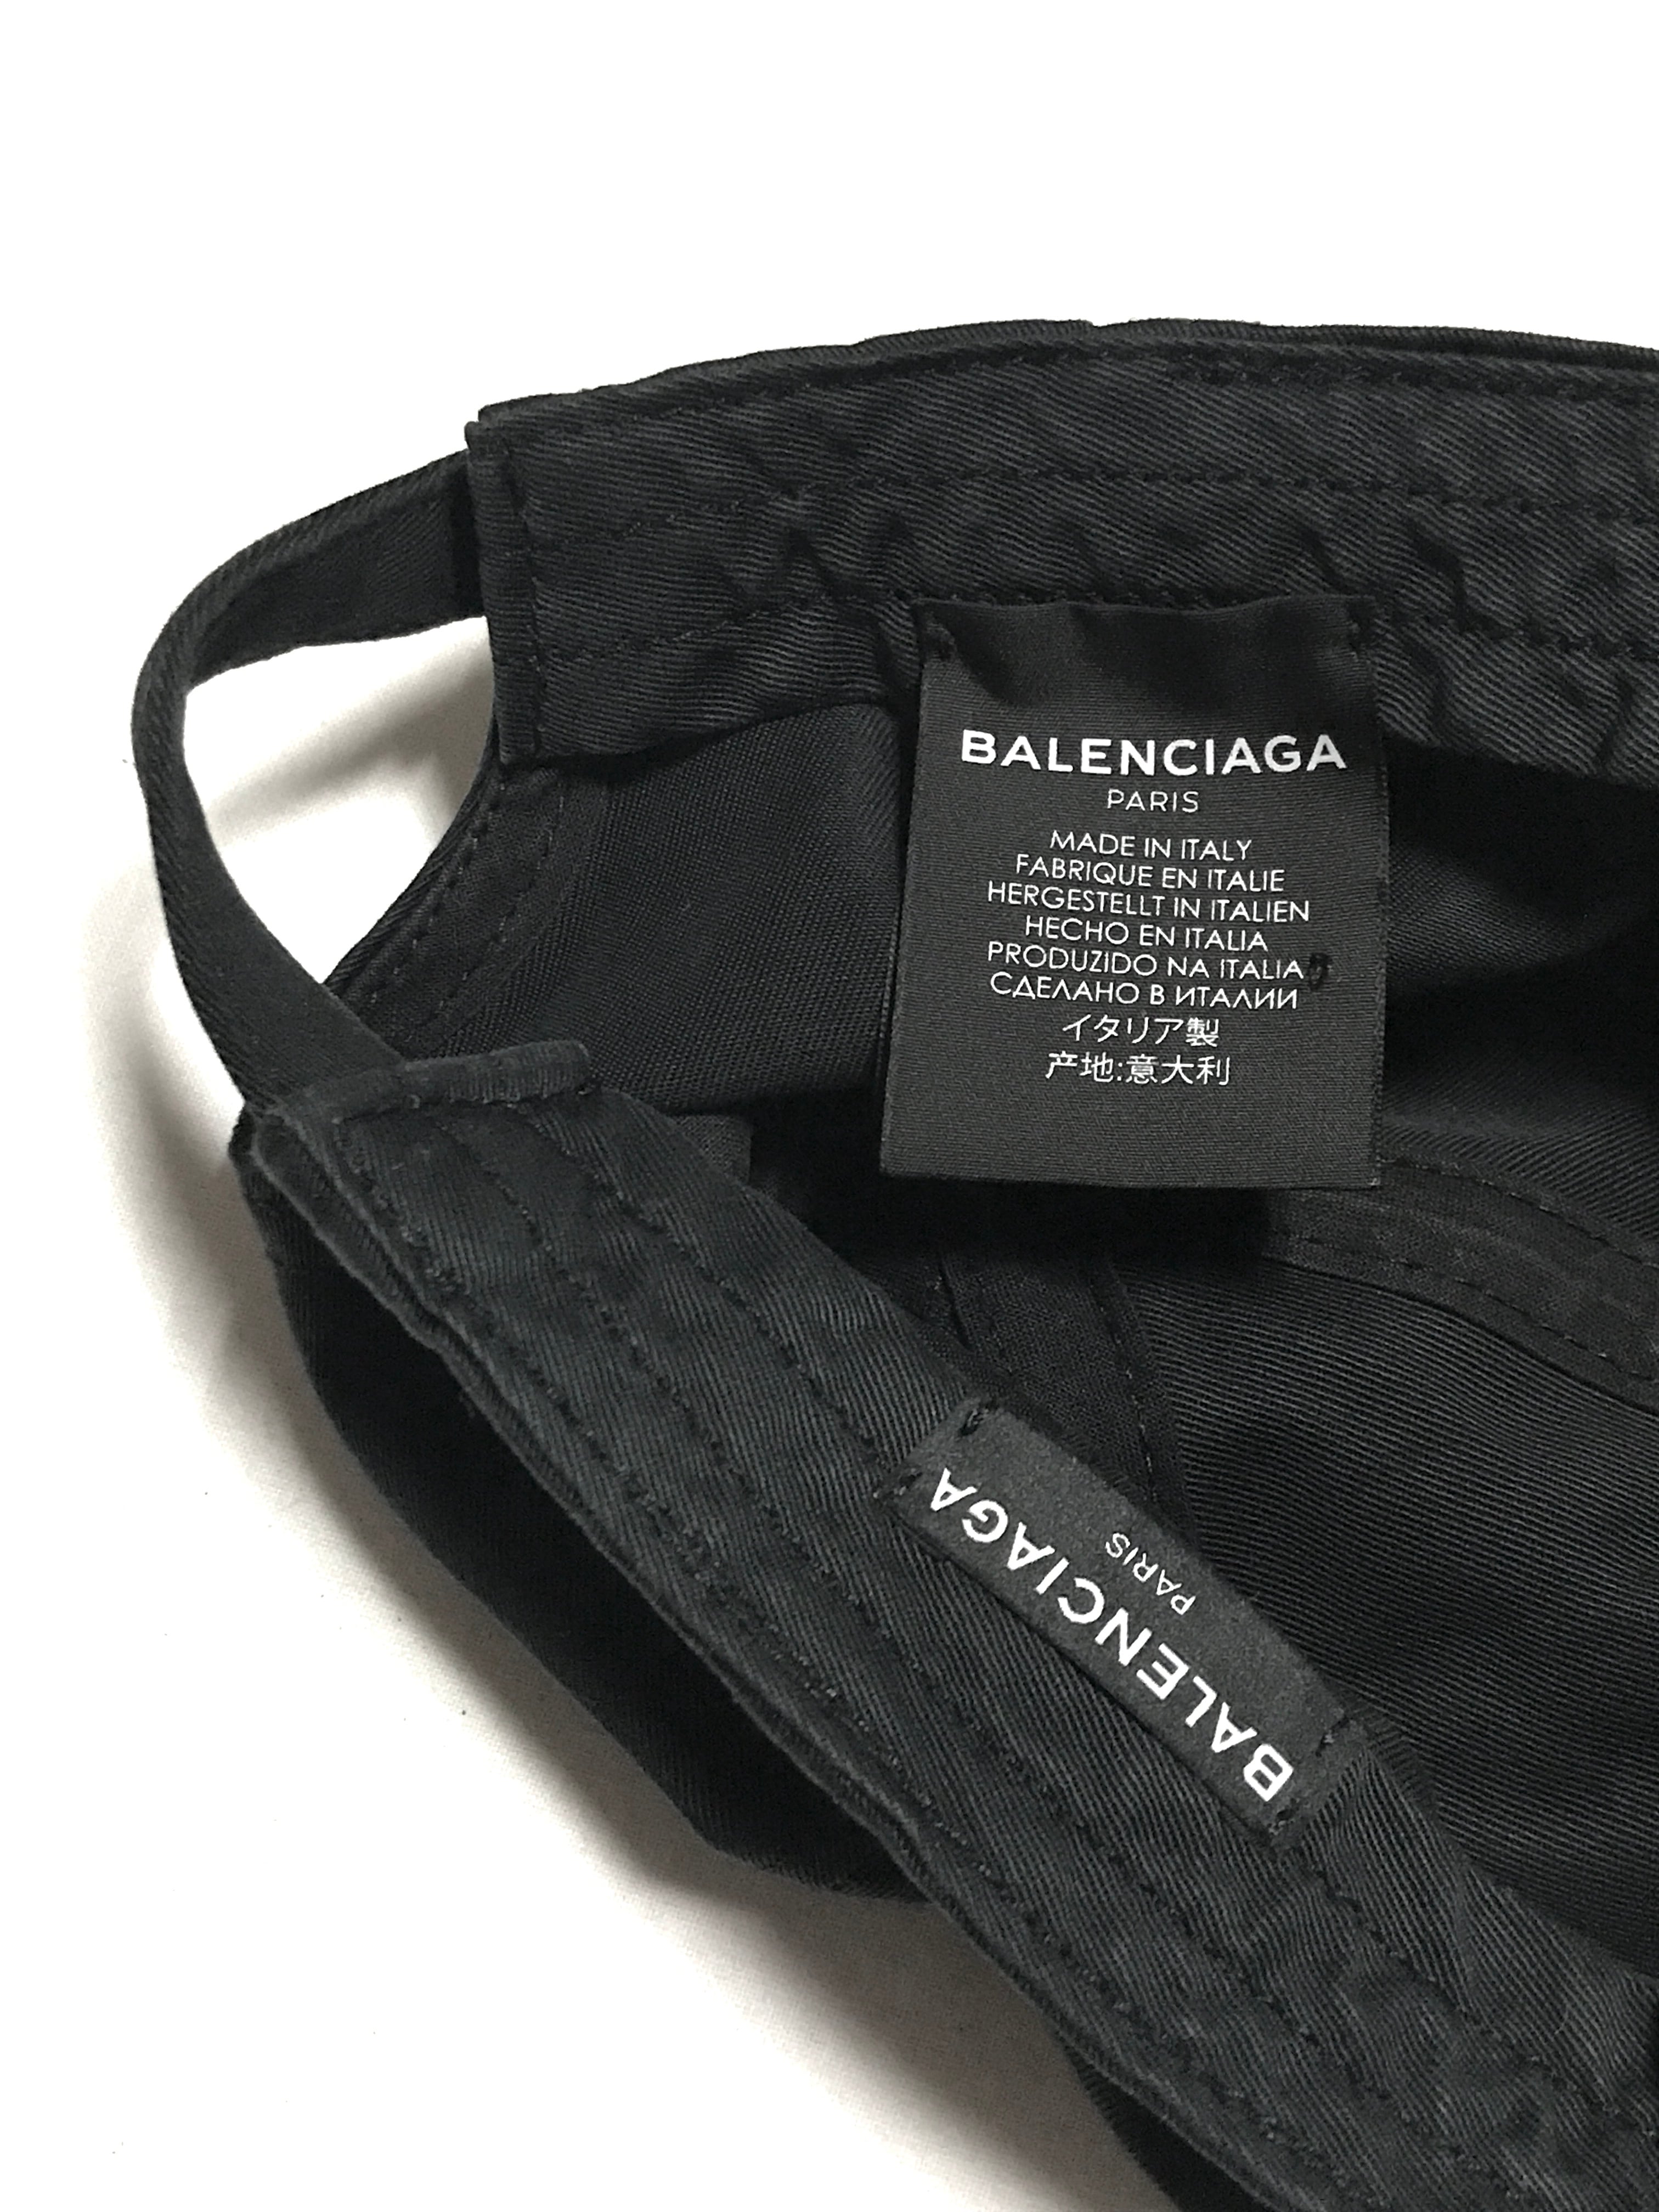 BALENCIAGA
PARIS
MADE IN ITALY
FABRIQUE EN ITALIE
HERGESTELLT IN ITALIEN
HECHO EN ITALIA
PRODUZIDO NA ITALIA
СДЕЛАНО В ИТАЛИИ
イタリア製
产地:意大利
BALENCIAGA
PARIS